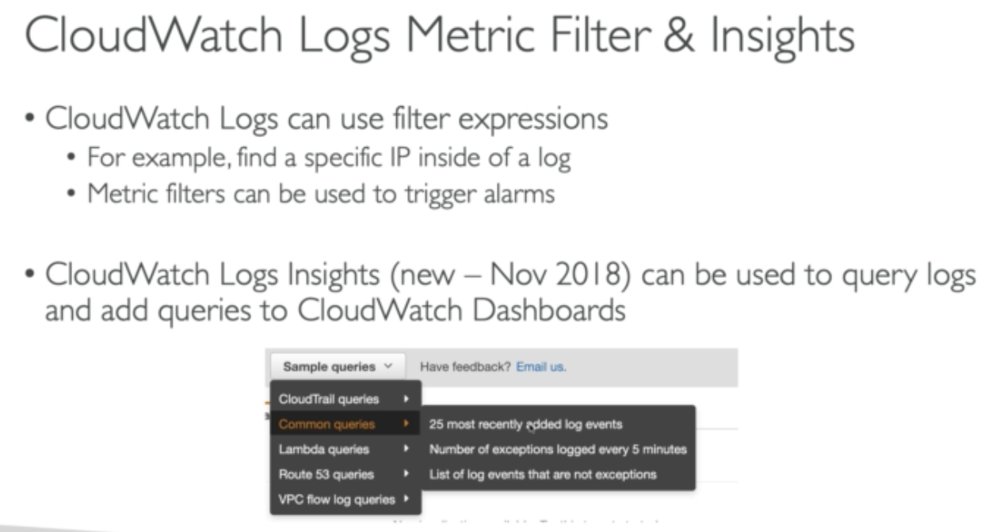 CloudWatch Logs Metric Filter & Insights
• CloudWatch Logs can use filter expressions
• For example, find a specific IP inside of a log
• Metric filters can be used to trigger alarms
• CloudWatch Logs Insights (new – Nov 2018) can be used to query logs
and add queries to CloudWatch Dashboards
Sample queries Have feedback? Email us.
CloudTrail queries
Common queries 25 most recently added log events
Lambda queries Number of exceptions logged every 5 minutes
Route 53 queries List of log events that are not exceptions
VPC flow log queries